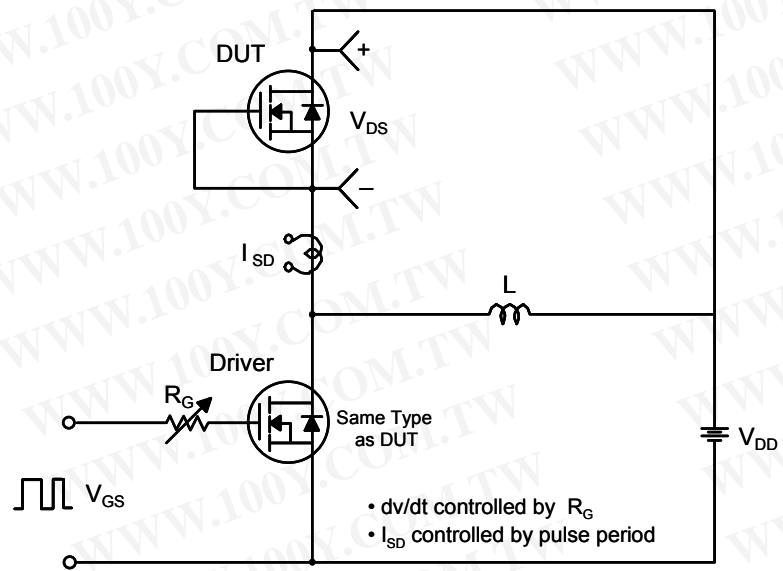 DUT
+
V_DS
–
I_SD
L
Driver
R_G
Same Type
as DUT
V_DD
V_GS
• dv/dt controlled by R_G
• I_SD controlled by pulse period
WWW.100Y.COM.TW